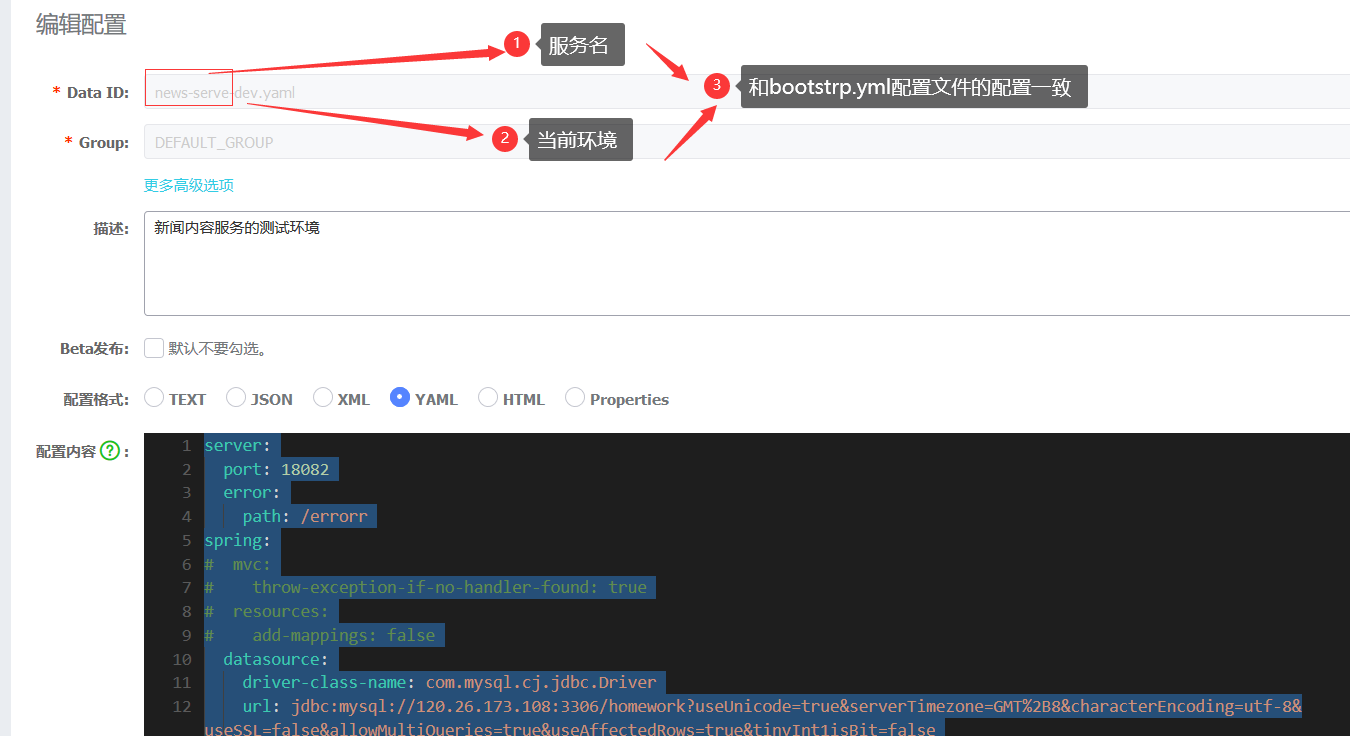 编辑配置
1 服务名
* Data ID: news-serve-dev.yaml
3 和bootstrp.yml配置文件的配置一致
* Group: DEFAULT_GROUP
2 当前环境
更多高级选项
描述: 新闻内容服务的测试环境
Beta发布: 默认不要勾选。
配置格式: TEXT JSON XML YAML HTML Properties
配置内容 ? :
1 server:
2 port: 18082
3 error:
4 path: /errorr
5 spring:
6 # mvc:
7 # throw-exception-if-no-handler-found: true
8 # resources:
9 # add-mappings: false
10 datasource:
11 driver-class-name: com.mysql.cj.jdbc.Driver
12 url: jdbc:mysql://120.26.173.108:3306/homework?useUnicode=true&serverTimezone=GMT%2B8&characterEncoding=utf-8&
useSSL=false&allowMultiQueries=true&useAffectedRows=true&tinyInt1isBit=false